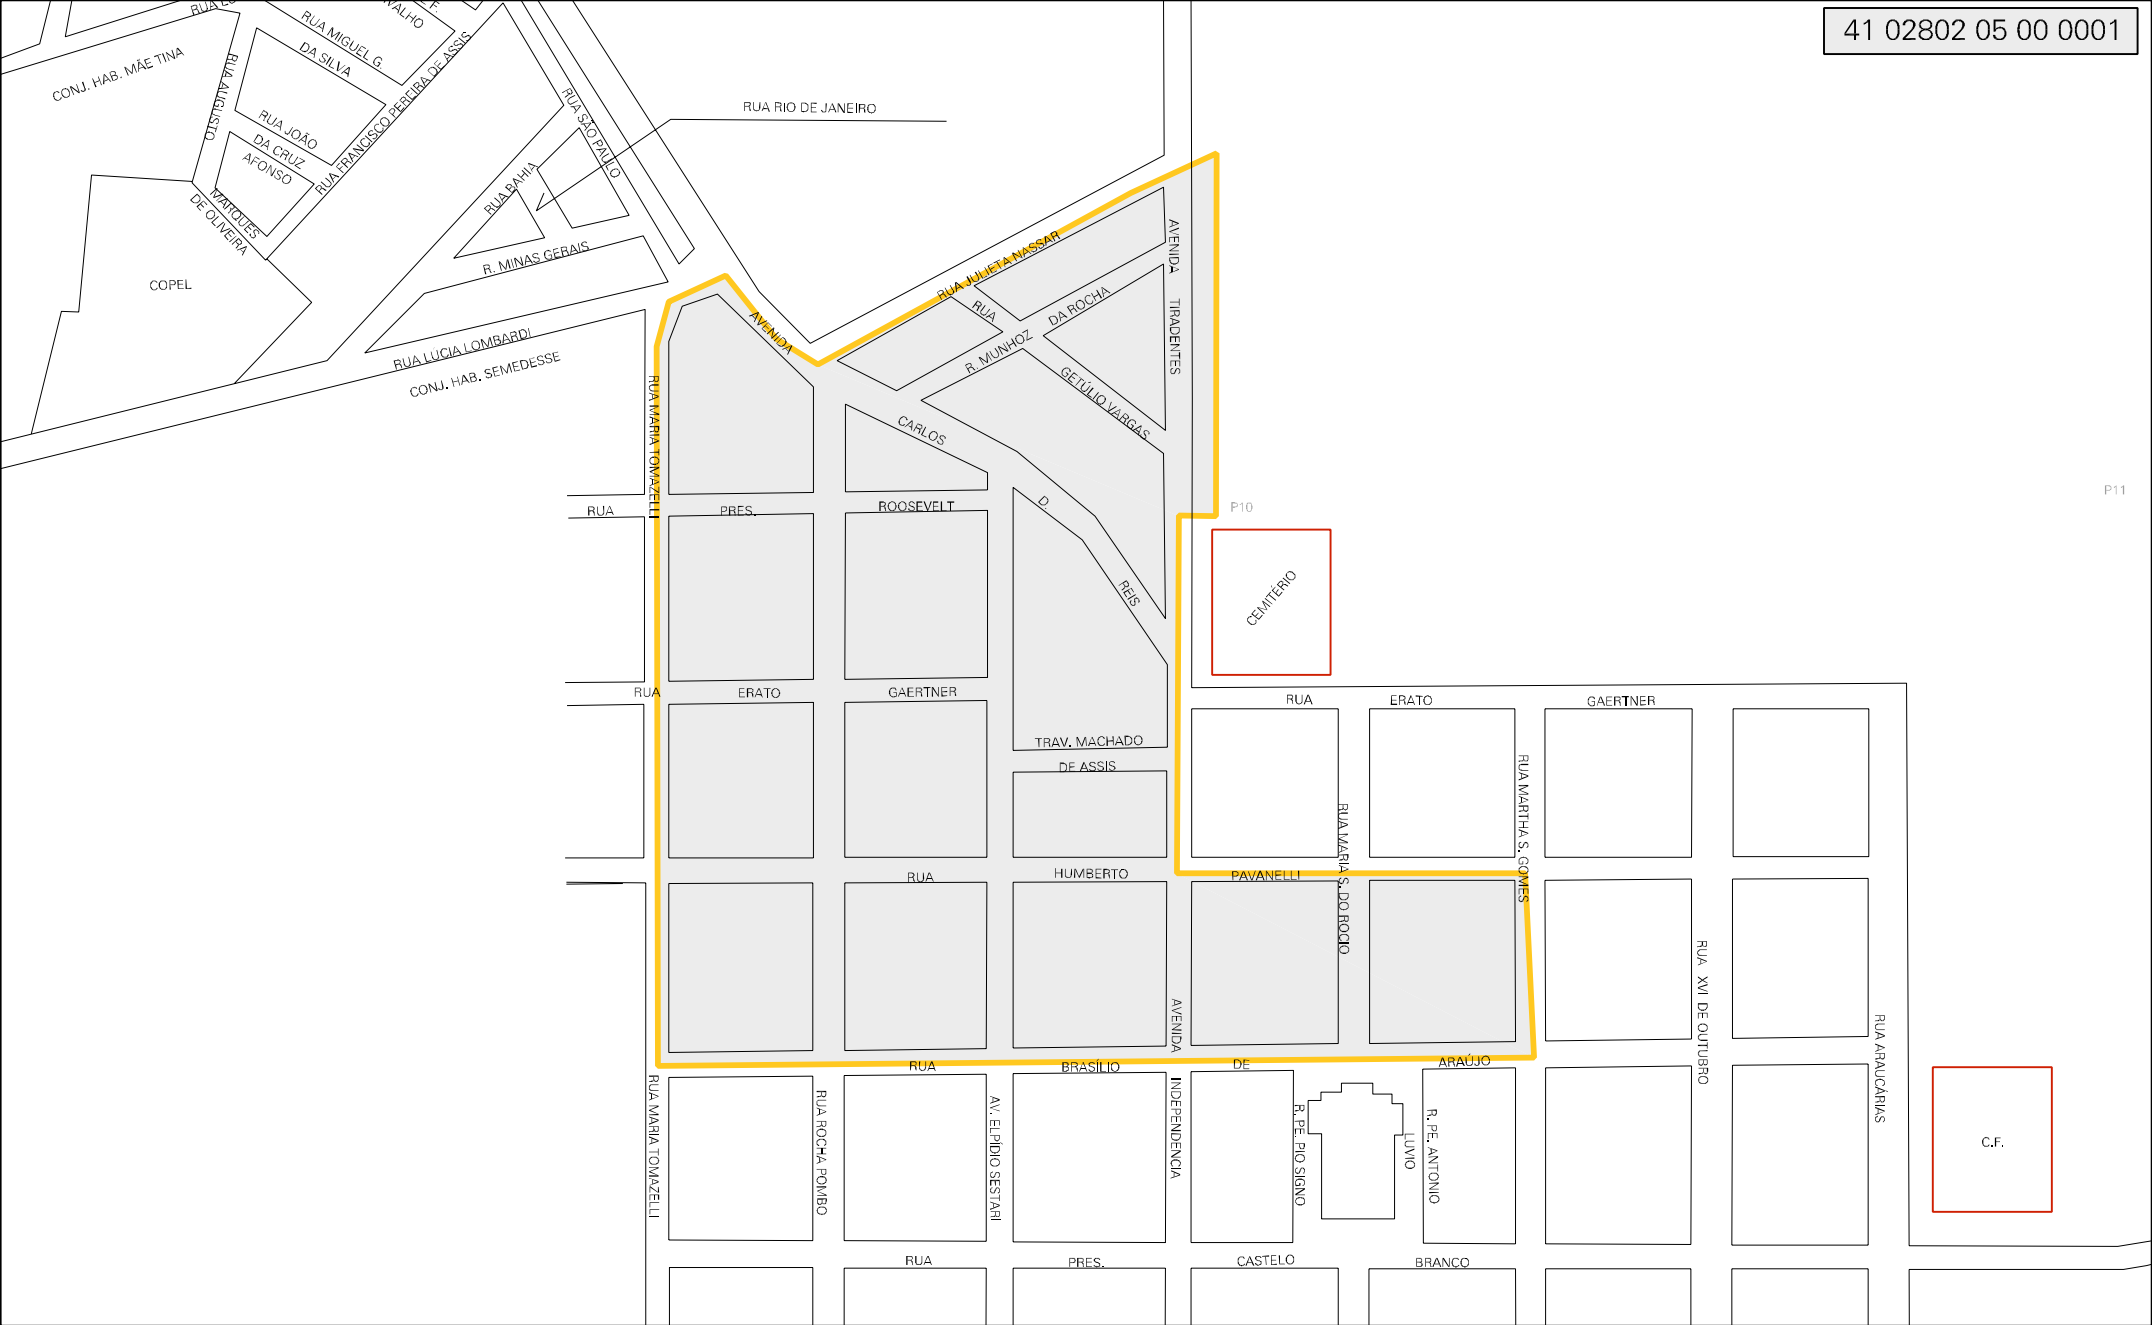 41 02802 05 00 0001
RUA MIGUEL G.
DA SILVA
CONJ. HAB. MÃE TINA
RUA AUGUSTO
RUA FRANCISCO PEREIRA DE ASSIS
RUA JOÃO
DA CRUZ
AFONSO
MARQUES
DE OLIVEIRA
RUA SÃO PAULO
RUA RIO DE JANEIRO
RUA BAHIA
R. MINAS GERAIS
COPEL
RUA LUCIA LOMBARDI
CONJ. HAB. SEMEDESSE
RUA JULIETA NASSAR
AVENIDA
TIRADENTES
AVENIDA
RUA
DA ROCHA
R. MUNHOZ
GETÚLIO VARGAS
CARLOS
RUA MARIA TOMAZELLI
P11
P10
RUA
PRES.
ROOSEVELT
D.
REIS
CEMITÉRIO
RUA
ERATO
GAERTNER
RUA
ERATO
GAERTNER
TRAV. MACHADO
DE ASSIS
RUA MARTHA S. GOMES
RUA MARIA S. DO ROCIO
RUA
HUMBERTO
PAVANELLI
RUA XVI DE OUTUBRO
AVENIDA
INDEPENDENCIA
RUA ARAUCÁRIAS
RUA
BRASÍLIO
DE
ARAÚJO
RUA MARIA TOMAZELLI
RUA ROCHA POMBO
AV. ELPÍDIO SESTARI
R. PE. PIO SIGNO
LUVIO
R. PE. ANTONIO
C.F.
RUA
PRES.
CASTELO
BRANCO